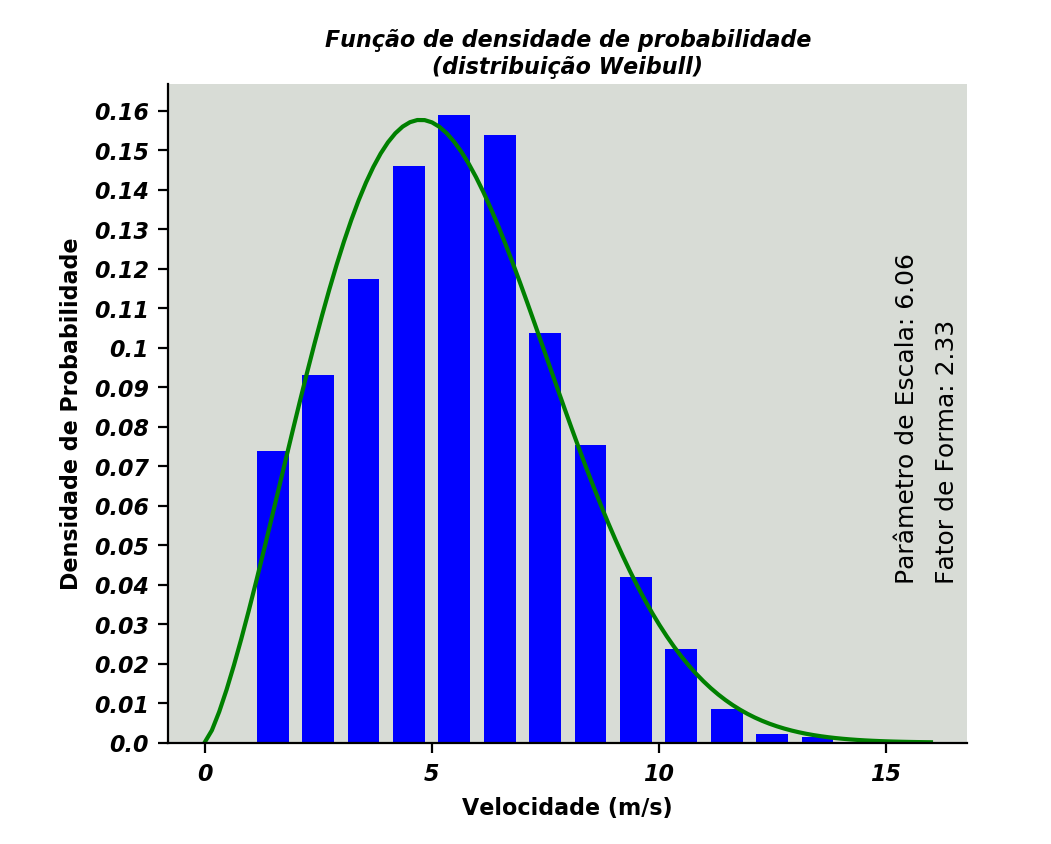 Função de densidade de probabilidade
(distribuição Weibull)
Densidade de Probabilidade
0.16
0.15
0.14
0.13
0.12
0.11
0.1
0.09
0.08
0.07
0.06
0.05
0.04
0.03
0.02
0.01
0.0
Parâmetro de Escala: 6.06
Fator de Forma: 2.33
0 5 10 15
Velocidade (m/s)